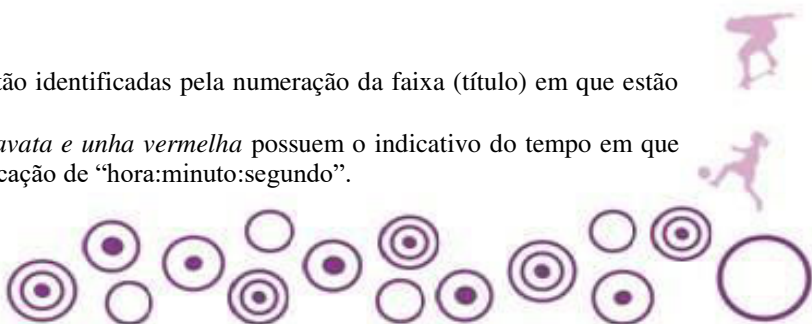 tão identificadas pela numeração da faixa (título) em que estão
avata e unha vermelha possuem o indicativo do tempo em que
cação de “hora:minuto:segundo”.